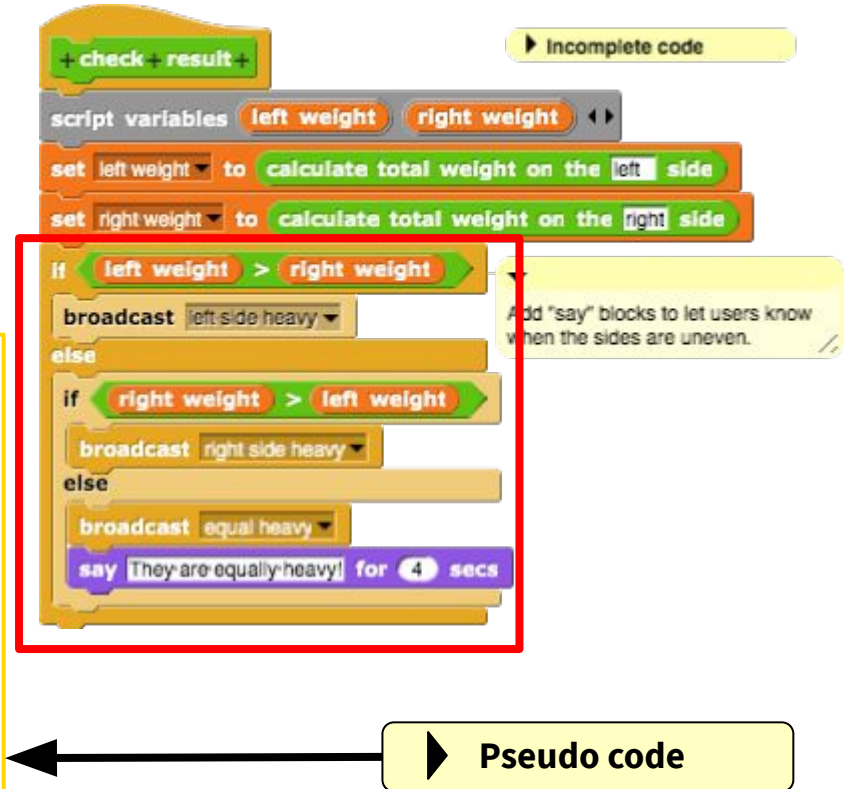 +check+result+
Incomplete code
script variables left weight right weight
set left weight to calculate total weight on the left side
set right weight to calculate total weight on the right side
if left weight > right weight
broadcast left side heavy
Add "say" blocks to let users know
when the sides are uneven.
else
if right weight > left weight
broadcast right side heavy
else
broadcast equal heavy
say They are equally heavy! for 4 secs
Pseudo code